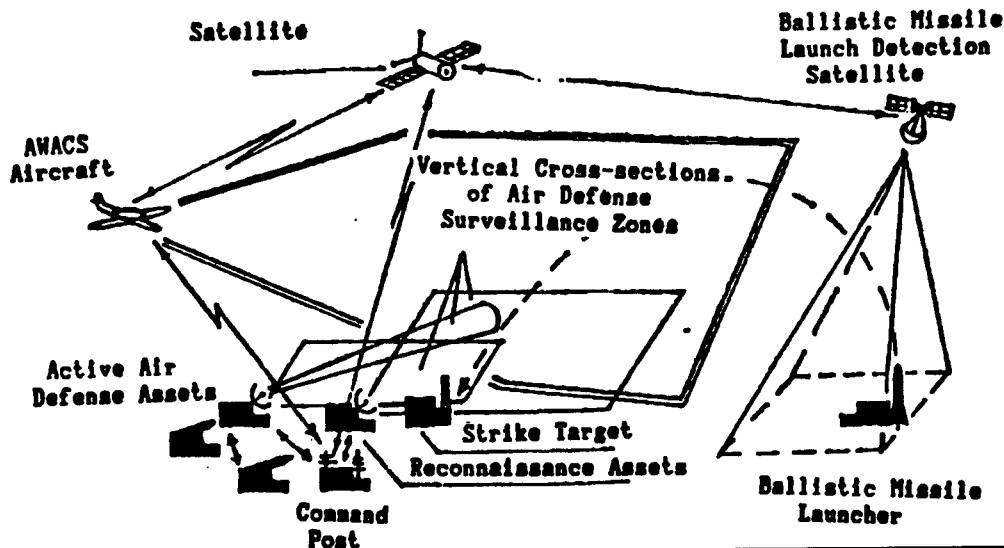 Satellite
Ballistic Missile
Launch Detection
Satellite
AWACS
Aircraft
Vertical Cross-sections
of Air Defense
Surveillance Zones
Active Air
Defense Assets
Strike Target
Reconnaissance Assets
Command
Post
Ballistic Missile
Launcher